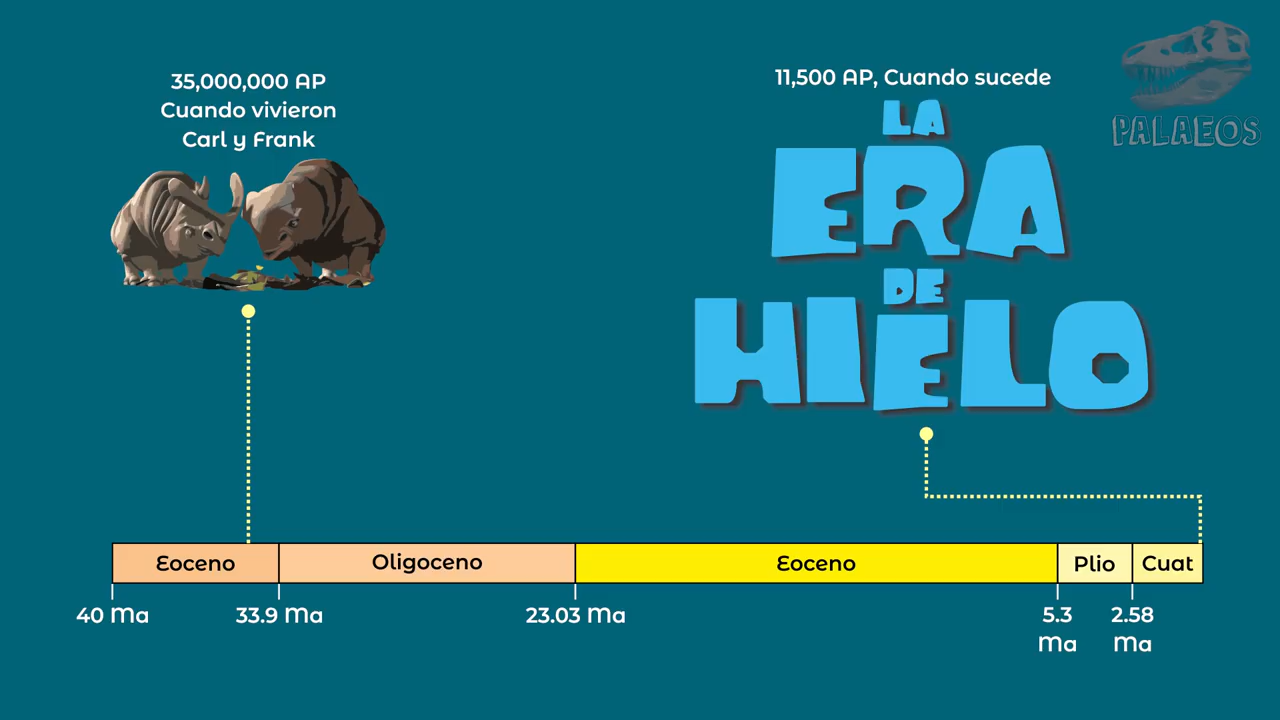 35,000,000 AP
Cuando vivieron
Carl y Frank
11,500 AP, Cuando sucede
LA
ERA
DE
HIELO
PALAEOS
Eoceno
Oligoceno
Eoceno
Plio
Cuat
40 Ma
33.9 Ma
23.03 Ma
5.3
Ma
2.58
Ma